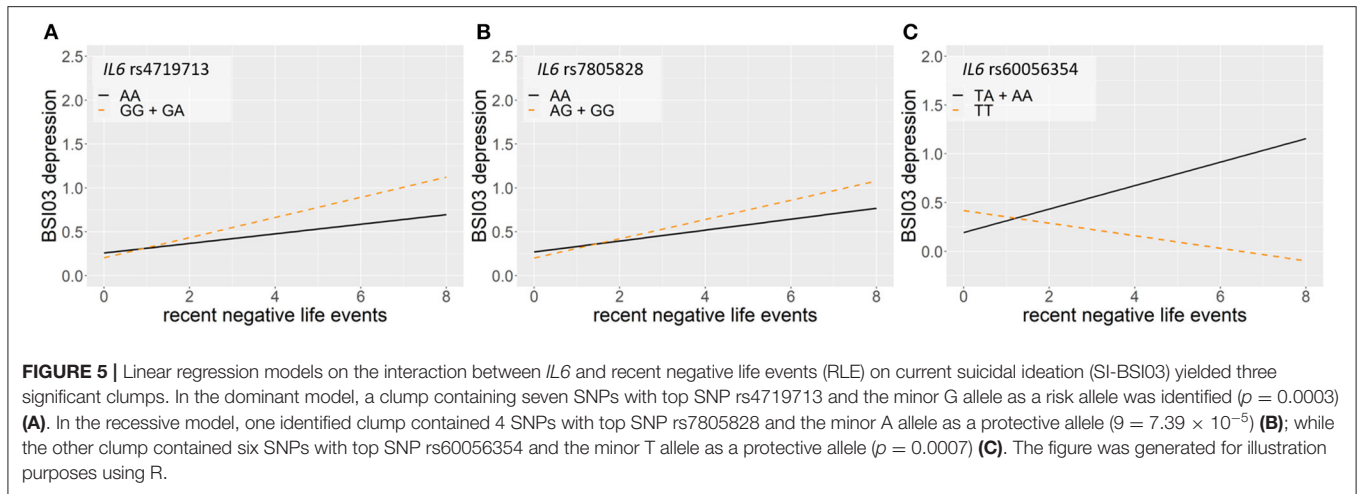 A
2.5
2.0
1.5
1.0
0.5
0.0
BSI03 depression
IL6 rs4719713
AA
GG + GA
0 2 4 6 8
recent negative life events
B
2.5
2.0
1.5
1.0
0.5
0.0
BSI03 depression
IL6 rs7805828
AA
AG + GG
0 2 4 6 8
recent negative life events
C
2.0
1.5
1.0
0.5
0.0
BSI03 depression
IL6 rs60056354
TA + AA
TT
0 2 4 6 8
recent negative life events
FIGURE 5 | Linear regression models on the interaction between IL6 and recent negative life events (RLE) on current suicidal ideation (SI-BSI03) yielded three
significant clumps. In the dominant model, a clump containing seven SNPs with top SNP rs4719713 and the minor G allele as a risk allele was identified (p = 0.0003)
(A). In the recessive model, one identified clump contained 4 SNPs with top SNP rs7805828 and the minor A allele as a protective allele (9 = 7.39 × 10⁻⁵) (B); while
the other clump contained six SNPs with top SNP rs60056354 and the minor T allele as a protective allele (p = 0.0007) (C). The figure was generated for illustration
purposes using R.